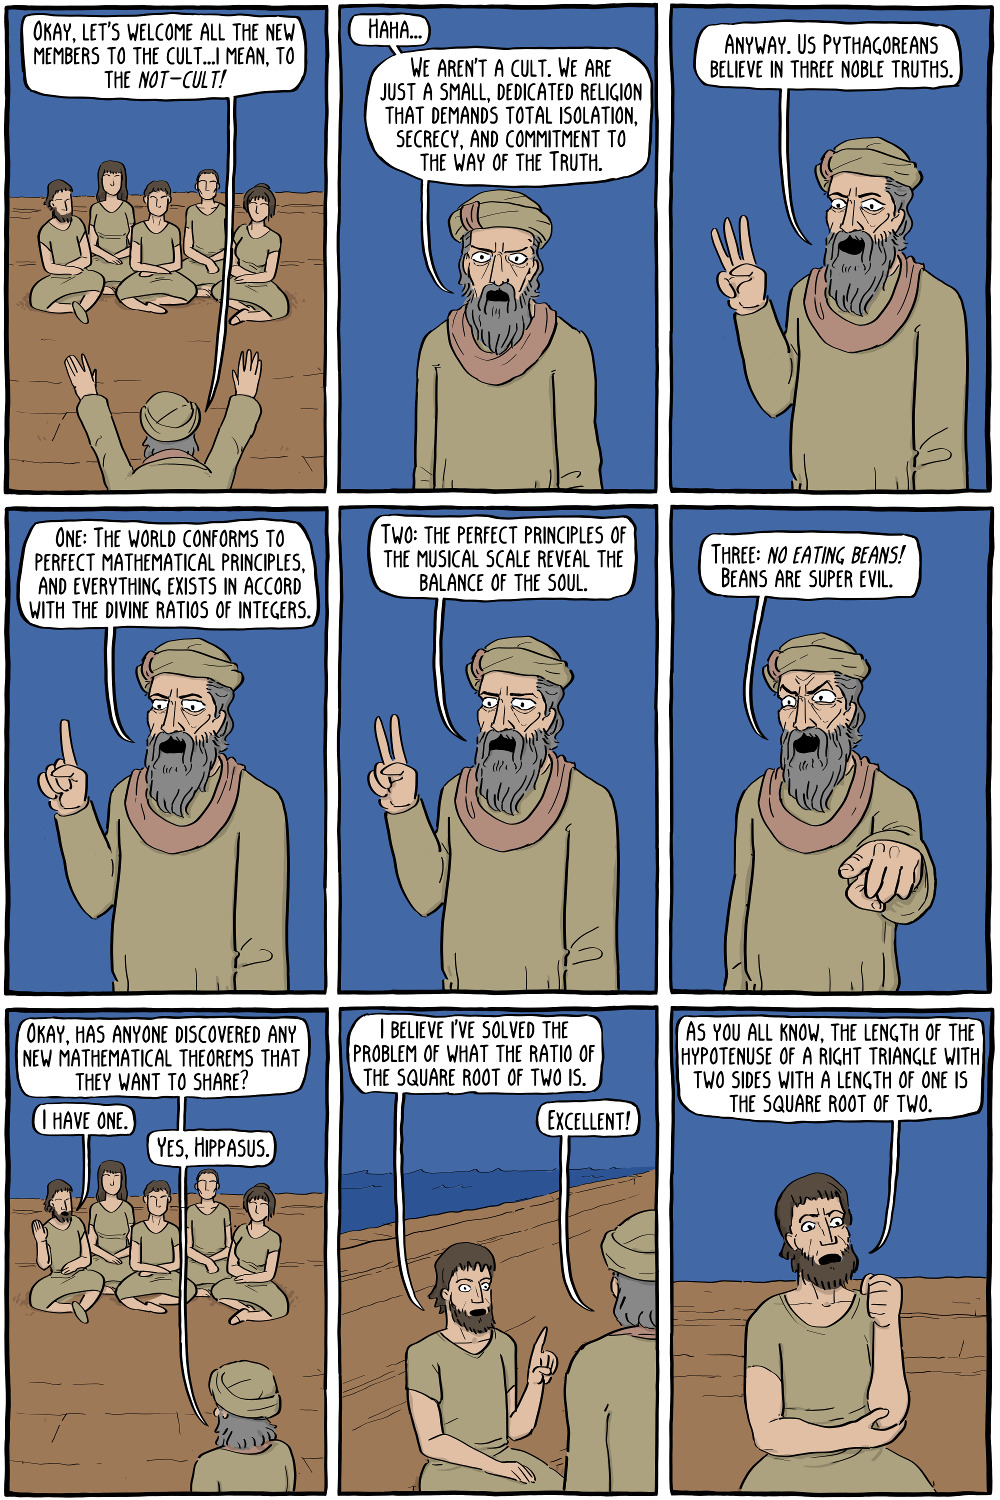 Okay, let's welcome all the new
members to the cult...I mean, to
the not-cult!
Haha...
We aren't a cult. We are
just a small, dedicated religion
that demands total isolation,
secrecy, and commitment to
the way of the Truth.
Anyway. Us Pythagoreans
believe in three noble truths.
One: The world conforms to
perfect mathematical principles,
and everything exists in accord
with the divine ratios of integers.
Two: the perfect principles of
the musical scale reveal the
balance of the soul.
Three: no eating beans!
Beans are super evil.
Okay, has anyone discovered any
new mathematical theorems that
they want to share?
I have one.
Yes, Hippasus.
I believe I've solved the
problem of what the ratio of
the square root of two is.
Excellent!
As you all know, the length of the
hypotenuse of a right triangle with
two sides with a length of one is
the square root of two.